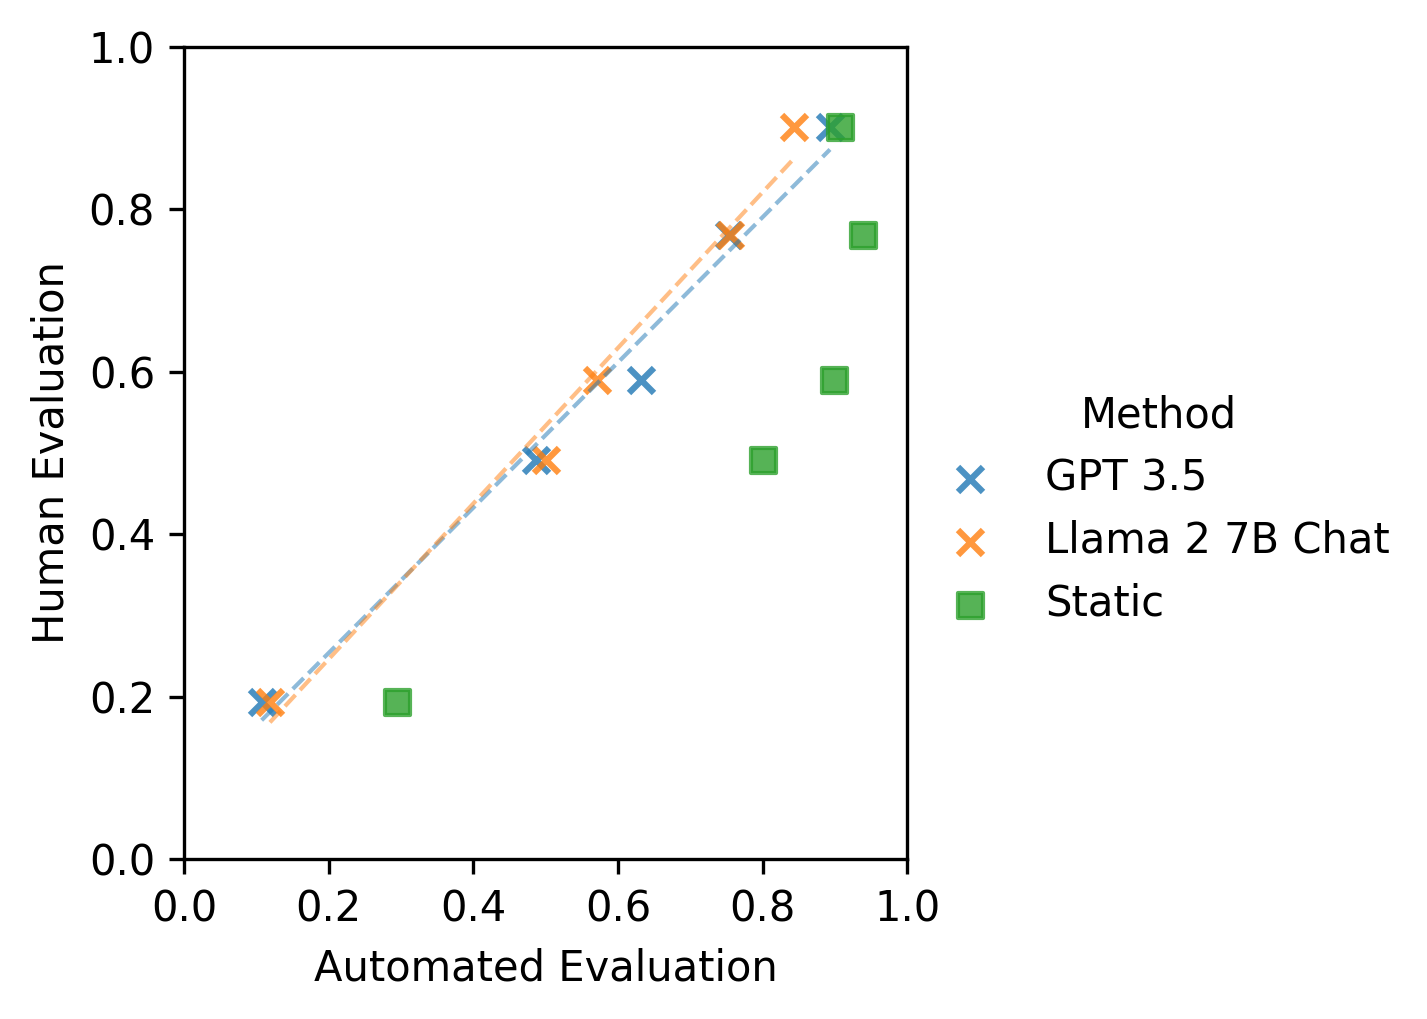 1.0
0.8
0.6
0.4
0.2
0.0
Human Evaluation
0.0 0.2 0.4 0.6 0.8 1.0
Automated Evaluation
Method
GPT 3.5
Llama 2 7B Chat
Static